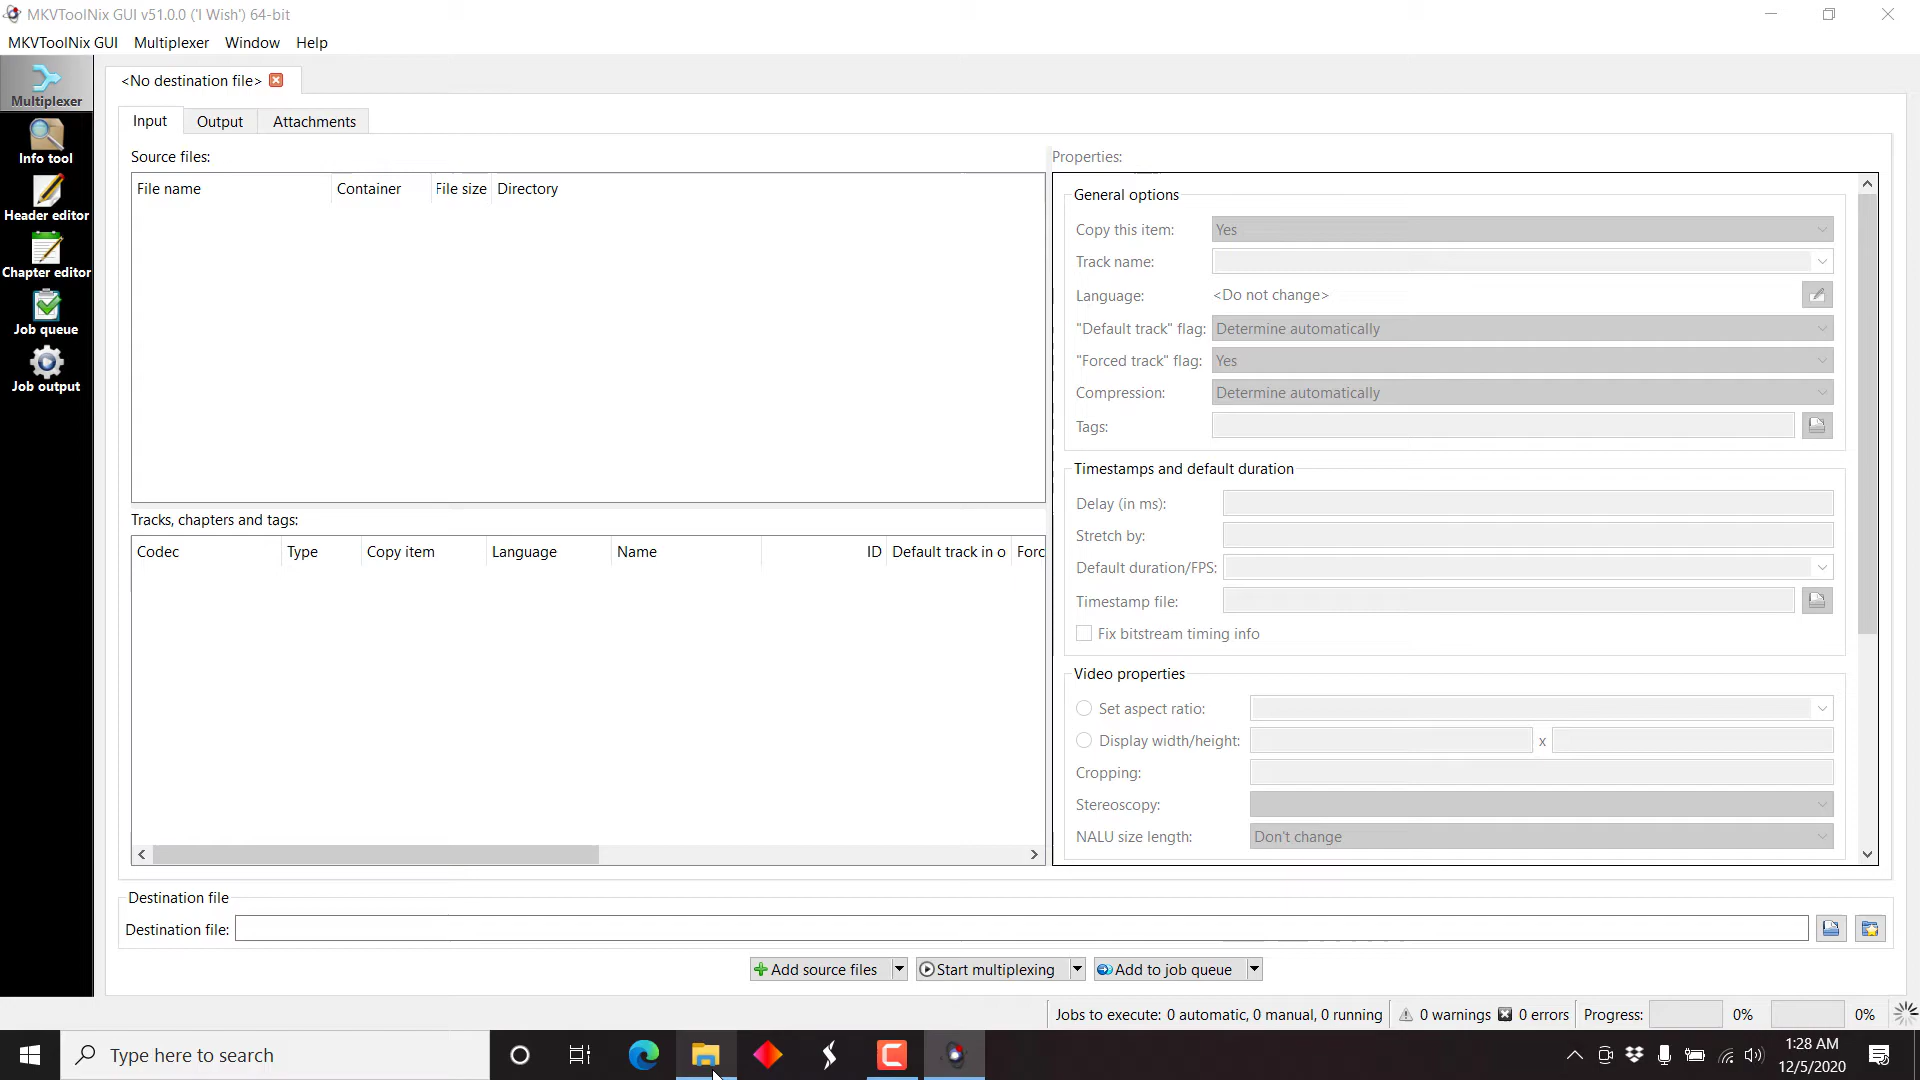 MKVToolNix GUI v51.0.0 ('I Wish') 64-bit
MKVToolNix GUI Multiplexer Window Help
Multiplexer
Info tool
Header editor
Chapter editor
Job queue
Job output
<No destination file>
Input Output Attachments
Source files:
File name Container File size Directory
Tracks, chapters and tags:
Codec Type Copy item Language Name ID Default track in o Forc
Properties:
General options
Copy this item: Yes
Track name:
Language: <Do not change>
"Default track" flag: Determine automatically
"Forced track" flag: Yes
Compression: Determine automatically
Tags:
Timestamps and default duration
Delay (in ms):
Stretch by:
Default duration/FPS:
Timestamp file:
Fix bitstream timing info
Video properties
Set aspect ratio:
Display width/height: x
Cropping:
Stereoscopy:
NALU size length: Don't change
Destination file
Destination file:
Add source files Start multiplexing Add to job queue
Jobs to execute: 0 automatic, 0 manual, 0 running 0 warnings 0 errors Progress: 0% 0%
Type here to search
1:28 AM
12/5/2020